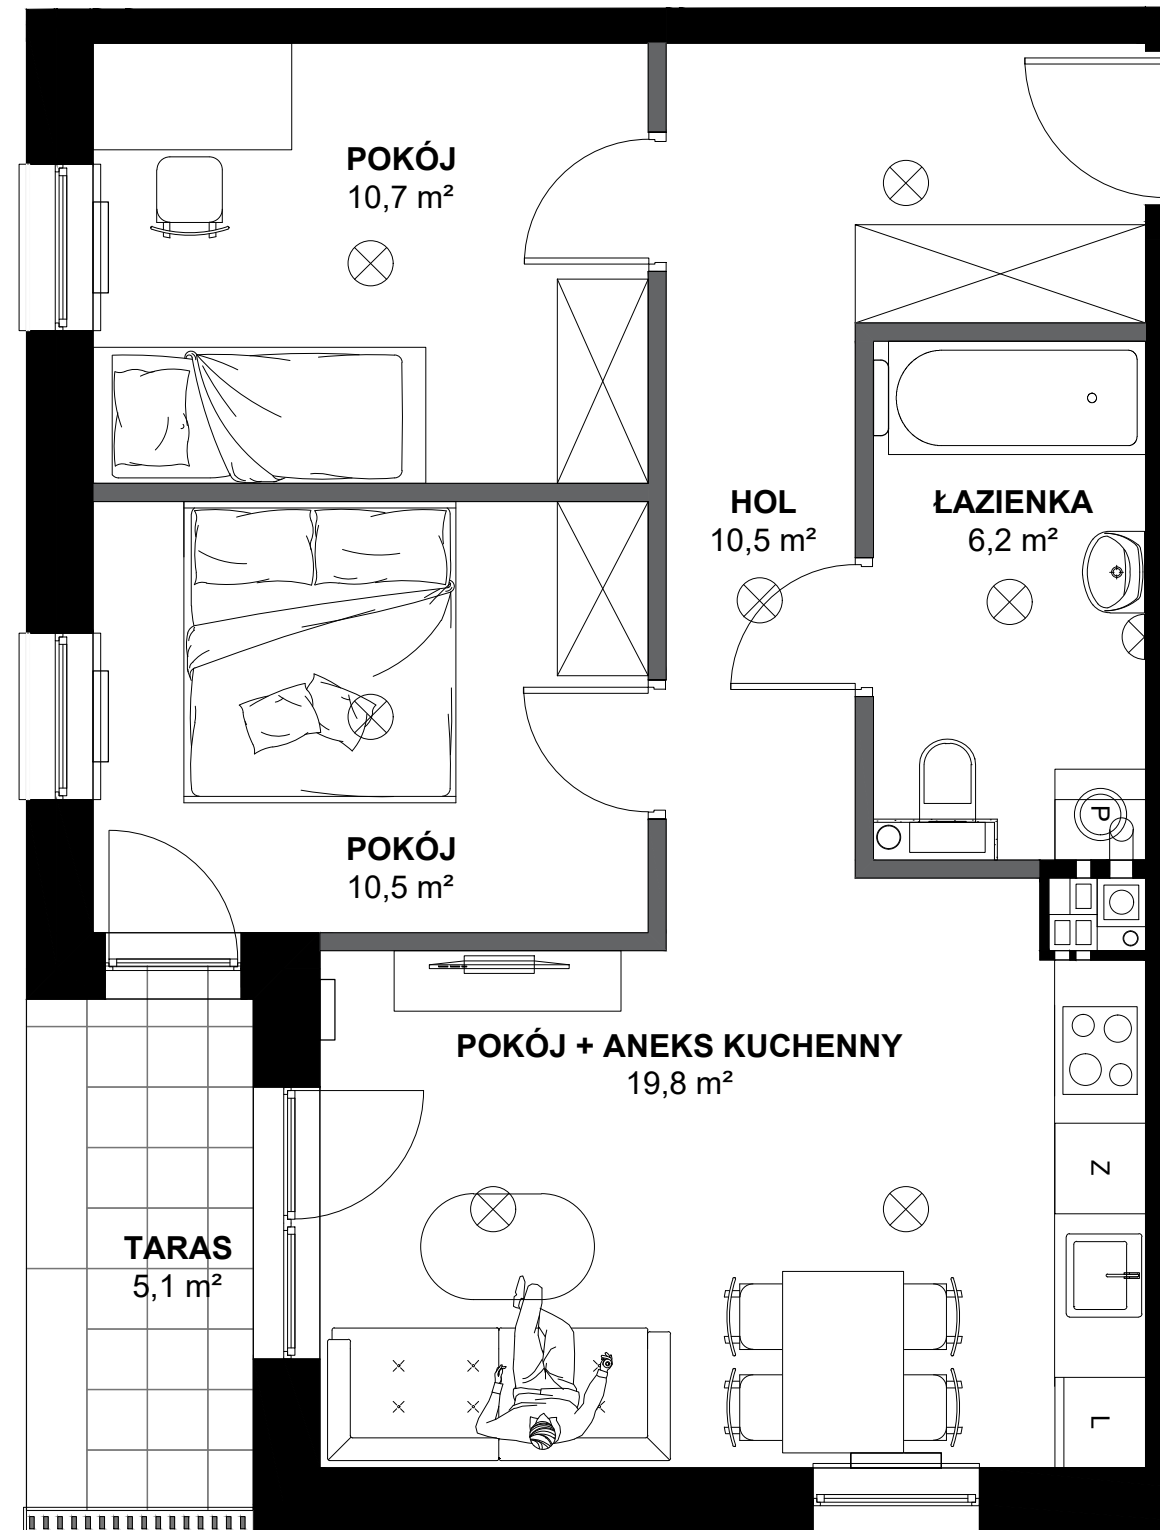 POKÓJ
10,7 m²
HOL
10,5 m²
ŁAZIENKA
6,2 m²
P
POKÓJ
10,5 m²
POKÓJ + ANEKS KUCHENNY
19,8 m²
Z
TARAS
5,1 m²
L